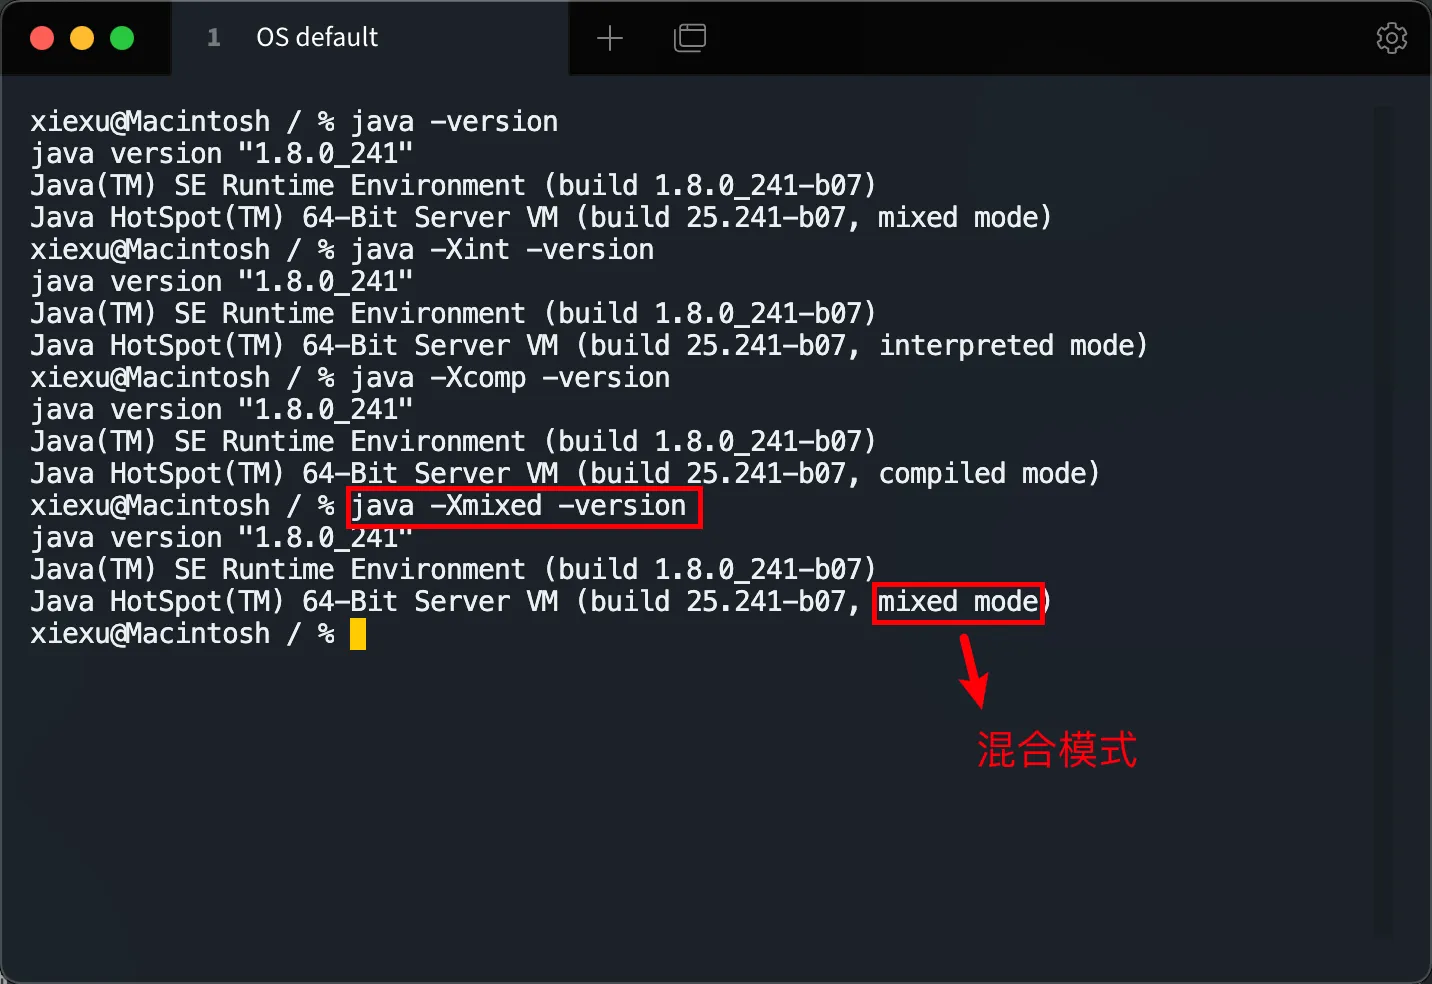 1 OS default
xiexu@Macintosh / % java -version
java version "1.8.0_241"
Java(TM) SE Runtime Environment (build 1.8.0_241-b07)
Java HotSpot(TM) 64-Bit Server VM (build 25.241-b07, mixed mode)
xiexu@Macintosh / % java -Xint -version
java version "1.8.0_241"
Java(TM) SE Runtime Environment (build 1.8.0_241-b07)
Java HotSpot(TM) 64-Bit Server VM (build 25.241-b07, interpreted mode)
xiexu@Macintosh / % java -Xcomp -version
java version "1.8.0_241"
Java(TM) SE Runtime Environment (build 1.8.0_241-b07)
Java HotSpot(TM) 64-Bit Server VM (build 25.241-b07, compiled mode)
xiexu@Macintosh / % java -Xmixed -version
java version "1.8.0_241"
Java(TM) SE Runtime Environment (build 1.8.0_241-b07)
Java HotSpot(TM) 64-Bit Server VM (build 25.241-b07, mixed mode)
xiexu@Macintosh / %
混合模式